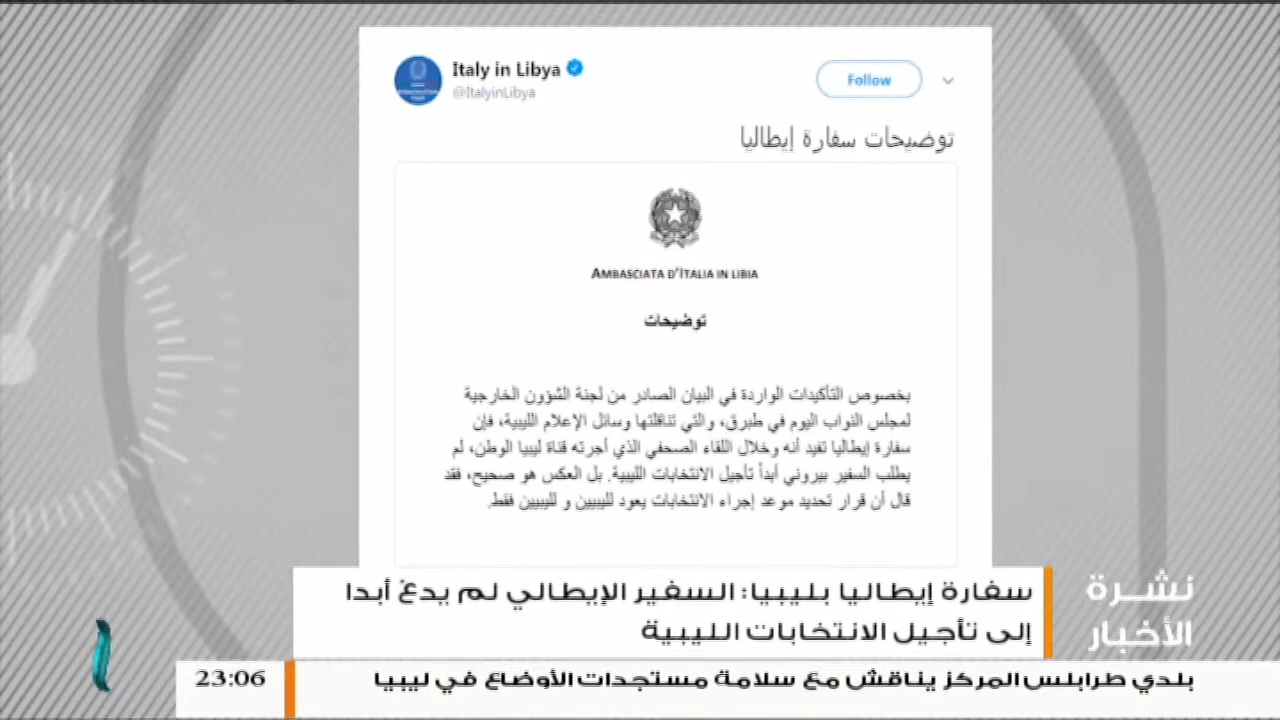 Italy in Libya
@ItalyinLibya
Follow
توضيحات سفارة إيطاليا
AMBASCIATA D'ITALIA IN LIBIA
توضيحات
بخصوص التأكيدات الواردة في البيان الصادر من لجنة الشؤون الخارجية
لمجلس النواب اليوم في طبرق، والتي تناقلتها وسائل الإعلام الليبية، فإن
سفارة إيطاليا تفيد أنه وخلال اللقاء الصحفي الذي أجرته قناة ليبيا الوطن، لم
يطلب السفير بيروني أبدأ تأجيل الانتخابات الليبية. بل العكس هو صحيح، فقد
قال أن قرار تحديد موعد إجراء الانتخابات يعود لليبيين و لليبيين فقط.
سفارة إيطاليا بليبيا: السفير الإيطالي لم يدعُ أبدا
إلى تأجيل الانتخابات الليبية
نشرة
الأخبار
بلدي طرابلس المركز يناقش مع سلامة مستجدات الأوضاع في ليبيا
23:06